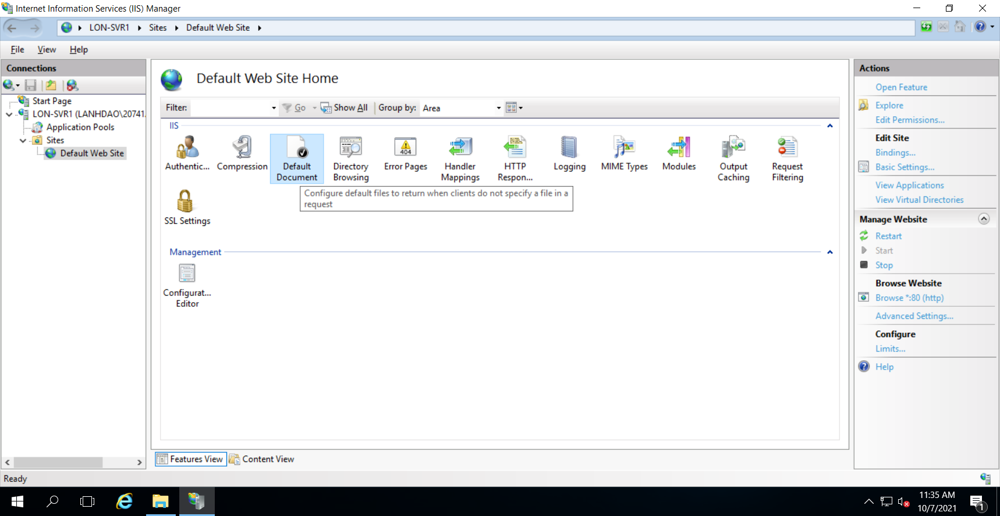 Internet Information Services (IIS) Manager
LON-SVR1 Sites Default Web Site
File View Help
Connections
Start Page
LON-SVR1 (LANHDAO\20741
Application Pools
Sites
Default Web Site
Default Web Site Home
Filter: Go Show All Group by: Area
IIS
Authentic...
Compression
Default
Document
Directory
Browsing
Error Pages
404
Handler
Mappings
HTTP
Respon...
Logging
MIME Types
Modules
Output
Caching
Request
Filtering
Configure default files to return when clients do not specify a file in a
request
SSL Settings
Management
Configurat...
Editor
Features View
Content View
Actions
Open Feature
Explore
Edit Permissions...
Edit Site
Bindings...
Basic Settings...
View Applications
View Virtual Directories
Manage Website
Restart
Start
Stop
Browse Website
Browse *:80 (http)
Advanced Settings...
Configure
Limits...
Help
Ready
11:35 AM
10/7/2021
1